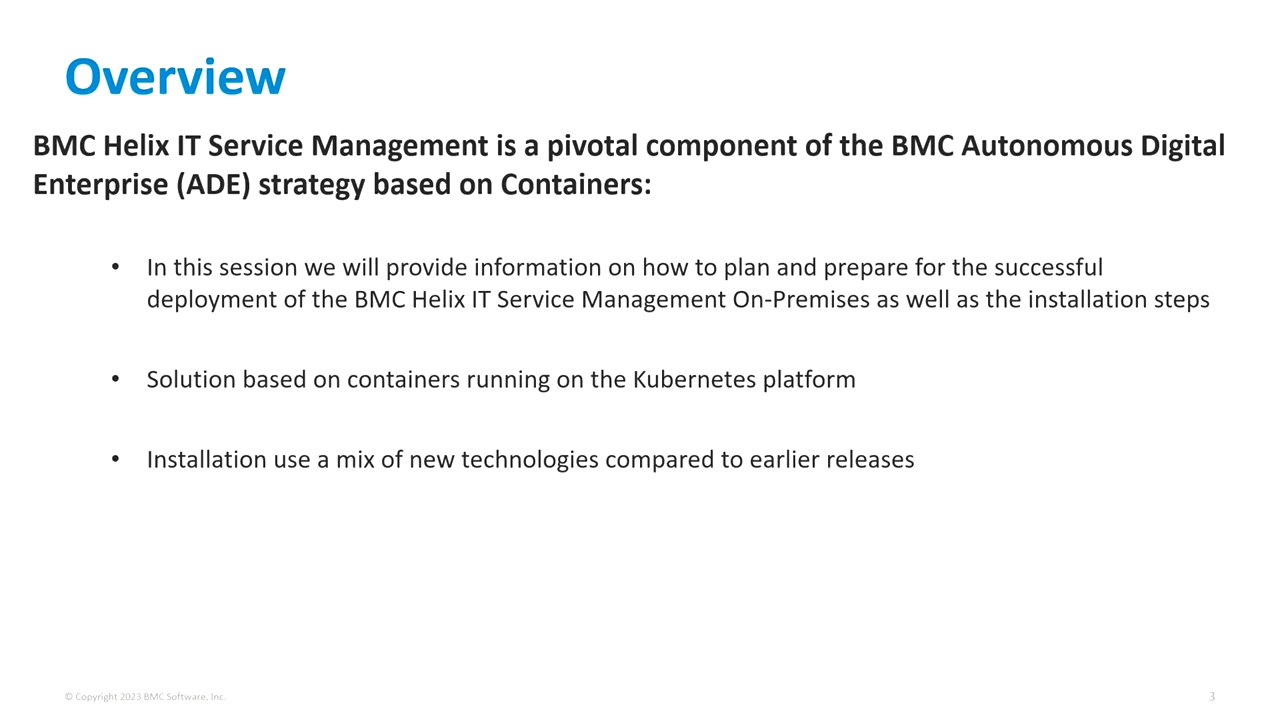 Overview
BMC Helix IT Service Management is a pivotal component of the BMC Autonomous Digital
Enterprise (ADE) strategy based on Containers:
• In this session we will provide information on how to plan and prepare for the successful
deployment of the BMC Helix IT Service Management On-Premises as well as the installation steps
• Solution based on containers running on the Kubernetes platform
• Installation use a mix of new technologies compared to earlier releases
© Copyright 2023 BMC Software, Inc.
3